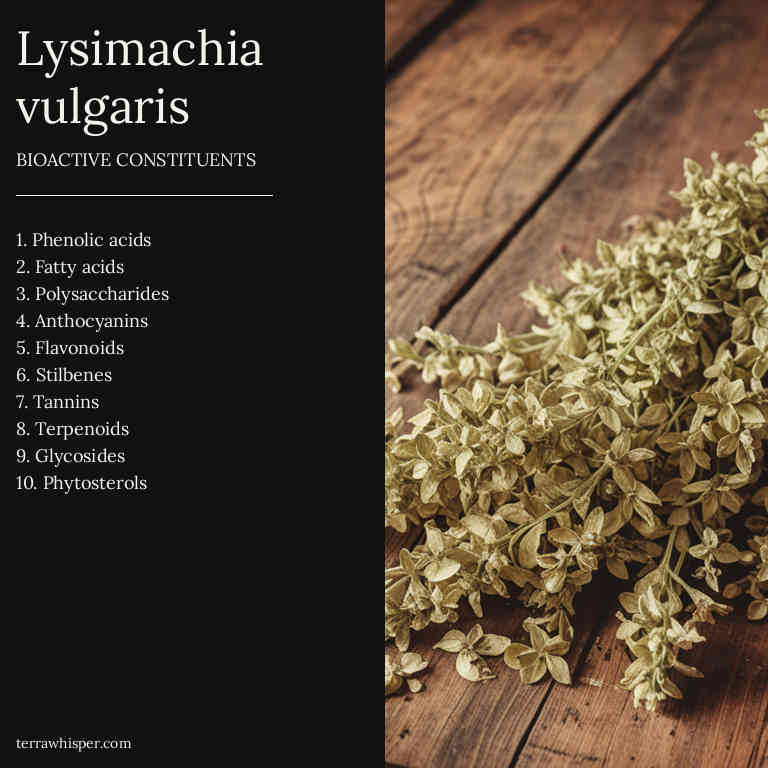 Lysimachia
vulgaris
BIOACTIVE CONSTITUENTS
1. Phenolic acids
2. Fatty acids
3. Polysaccharides
4. Anthocyanins
5. Flavonoids
6. Stilbenes
7. Tannins
8. Terpenoids
9. Glycosides
10. Phytosterols
terrawhisper.com